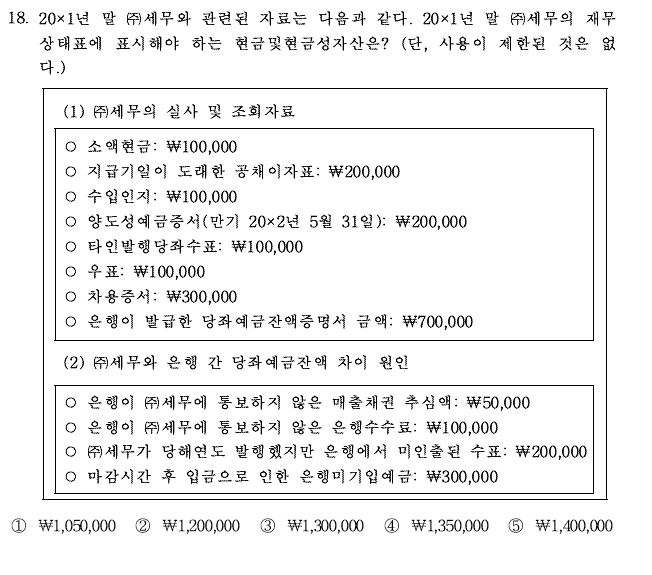 18. 20×1년 말 ㈜세무와 관련된 자료는 다음과 같다. 20×1년 말 ㈜세무의 재무
상태표에 표시해야 하는 현금및현금성자산은? (단, 사용이 제한된 것은 없
다.)
(1) ㈜세무의 실사 및 조회자료
○ 소액현금: ₩100,000
○ 지급기일이 도래한 공채이자표: ₩200,000
○ 수입인지: ₩100,000
○ 양도성예금증서(만기 20×2년 5월 31일): ₩200,000
○ 타인발행당좌수표: ₩100,000
○ 우표: ₩100,000
○ 차용증서: ₩300,000
○ 은행이 발급한 당좌예금잔액증명서 금액: ₩700,000
(2) ㈜세무와 은행 간 당좌예금잔액 차이 원인
○ 은행이 ㈜세무에 통보하지 않은 매출채권 추심액: ₩50,000
○ 은행이 ㈜세무에 통보하지 않은 은행수수료: ₩100,000
○ ㈜세무가 당해연도 발행했지만 은행에서 미인출된 수표: ₩200,000
○ 마감시간 후 입금으로 인한 은행미기입예금: ₩300,000
① ₩1,050,000 ② ₩1,200,000 ③ ₩1,300,000 ④ ₩1,350,000 ⑤ ₩1,400,000